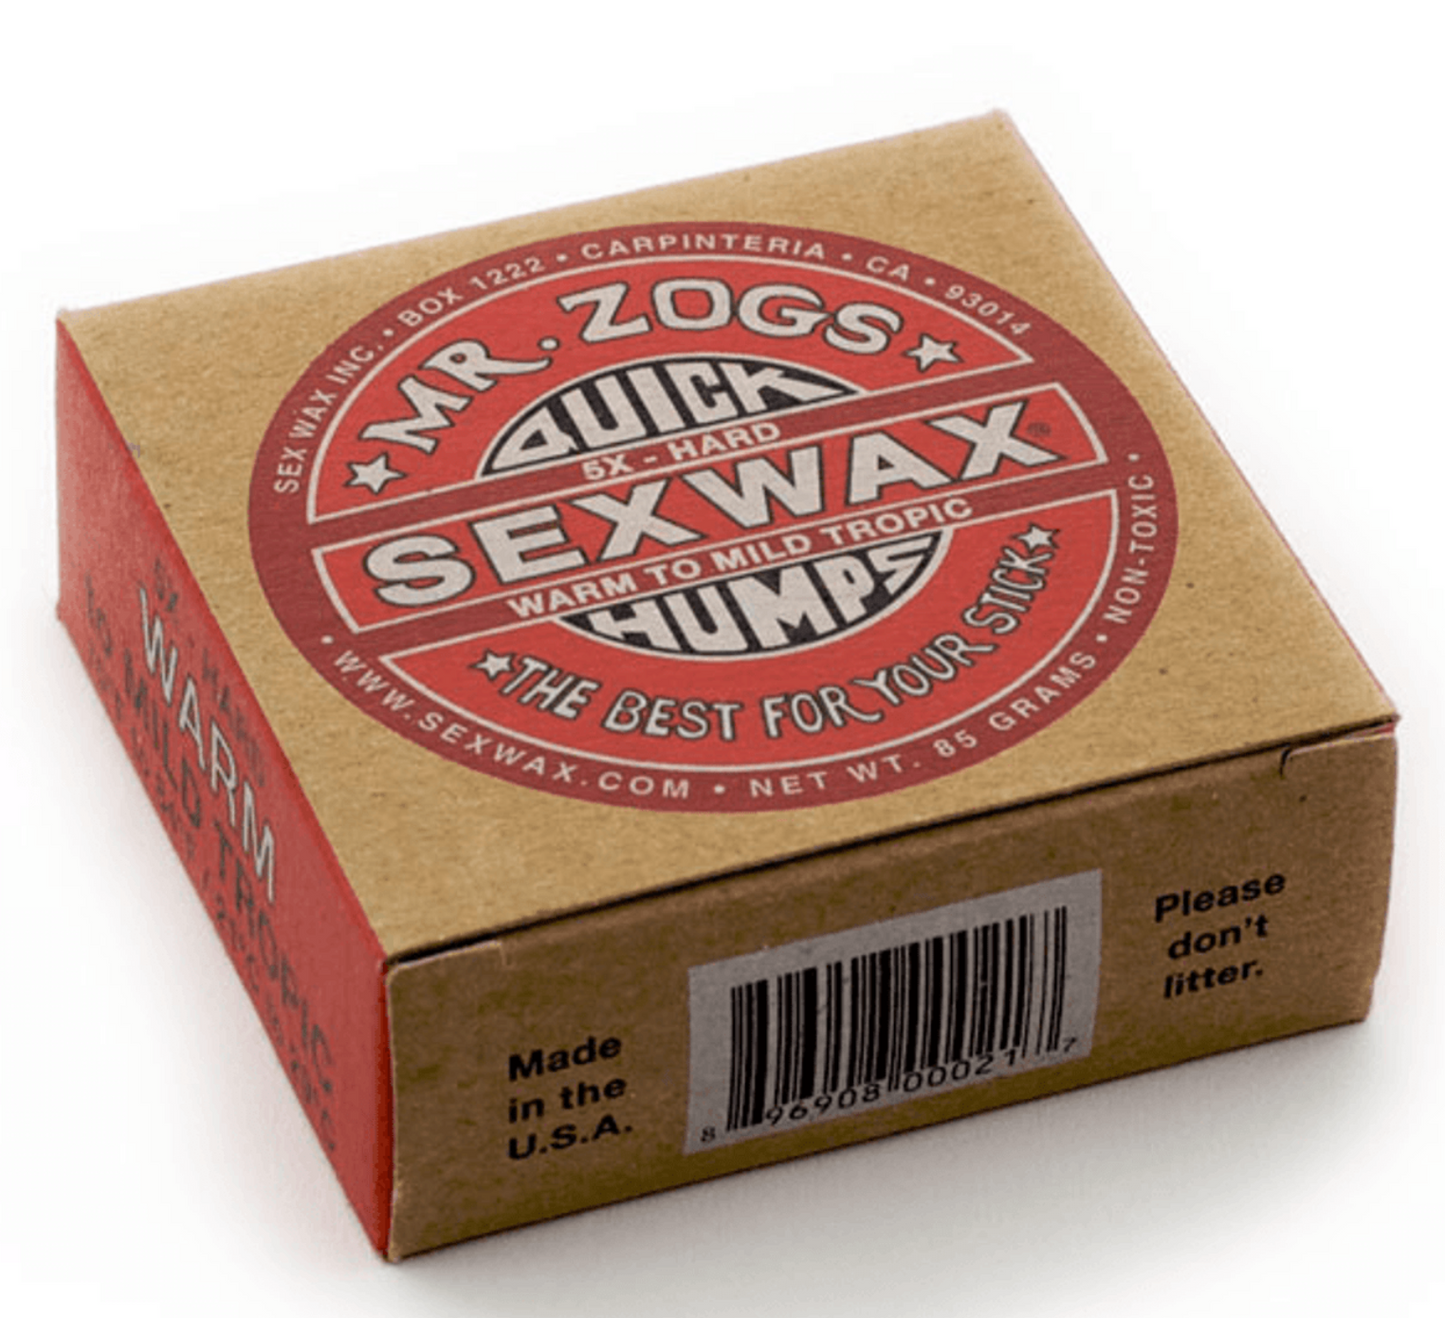 SEX WAX INC. • BOX 1222 • CARPINTERIA • CA • 93014
MR. ZOGS
QUICK
5X - HARD
SEXWAX®
WARM TO MILD TROPIC
HUMPS
THE BEST FOR YOUR STICK
• WWW.SEXWAX.COM • NET WT. 85 GRAMS • NON-TOXIC •
5X - HARD
WARM
TO MILD TROPIC
Made
in the
U.S.A.
8 96908 00021 7
Please
don't
litter.